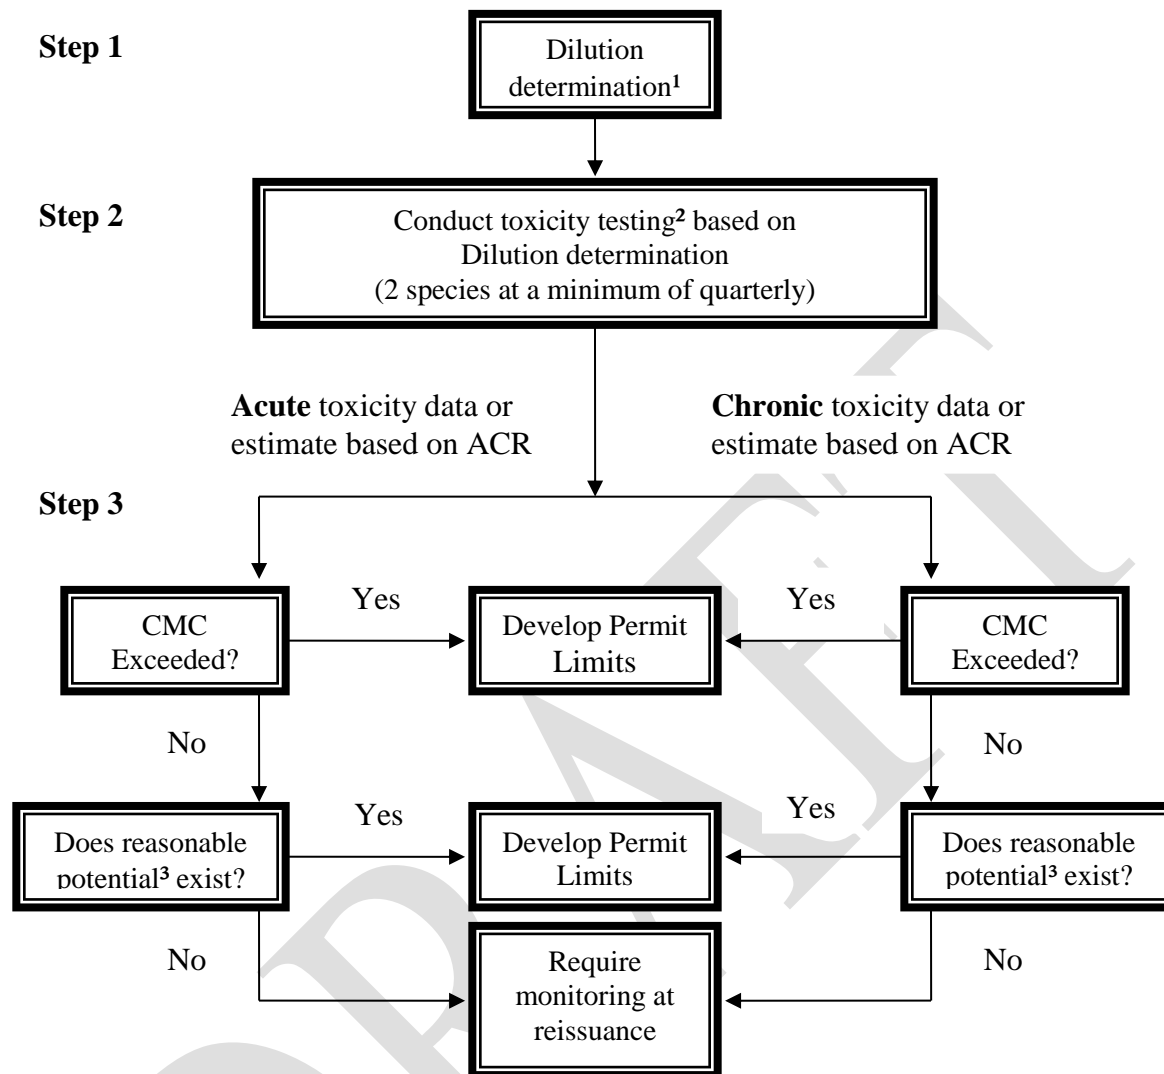 Step 1
Dilution
determination¹
Step 2
Conduct toxicity testing² based on
Dilution determination
(2 species at a minimum of quarterly)
Acute toxicity data or
estimate based on ACR
Chronic toxicity data or
estimate based on ACR
Step 3
CMC
Exceeded?
Yes
Develop Permit
Limits
Yes
CMC
Exceeded?
No
No
Does reasonable
potential³ exist?
Yes
Develop Permit
Limits
Yes
Does reasonable
potential³ exist?
No
Require
monitoring at
reissuance
No
DRAFT